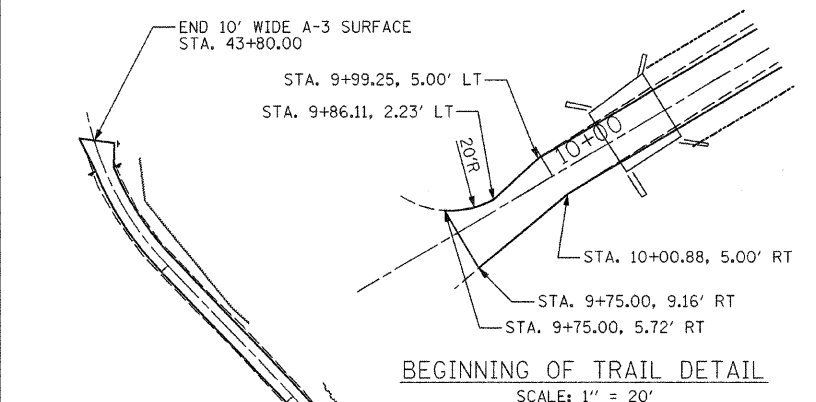 END 10' WIDE A-3 SURFACE
STA. 43+80.00
STA. 9+99.25, 5.00' LT
STA. 9+86.11, 2.23' LT
20'R
10+00
STA. 10+00.88, 5.00' RT
STA. 9+75.00, 9.16' RT
STA. 9+75.00, 5.72' RT
BEGINNING OF TRAIL DETAIL
SCALE: 1" = 20'